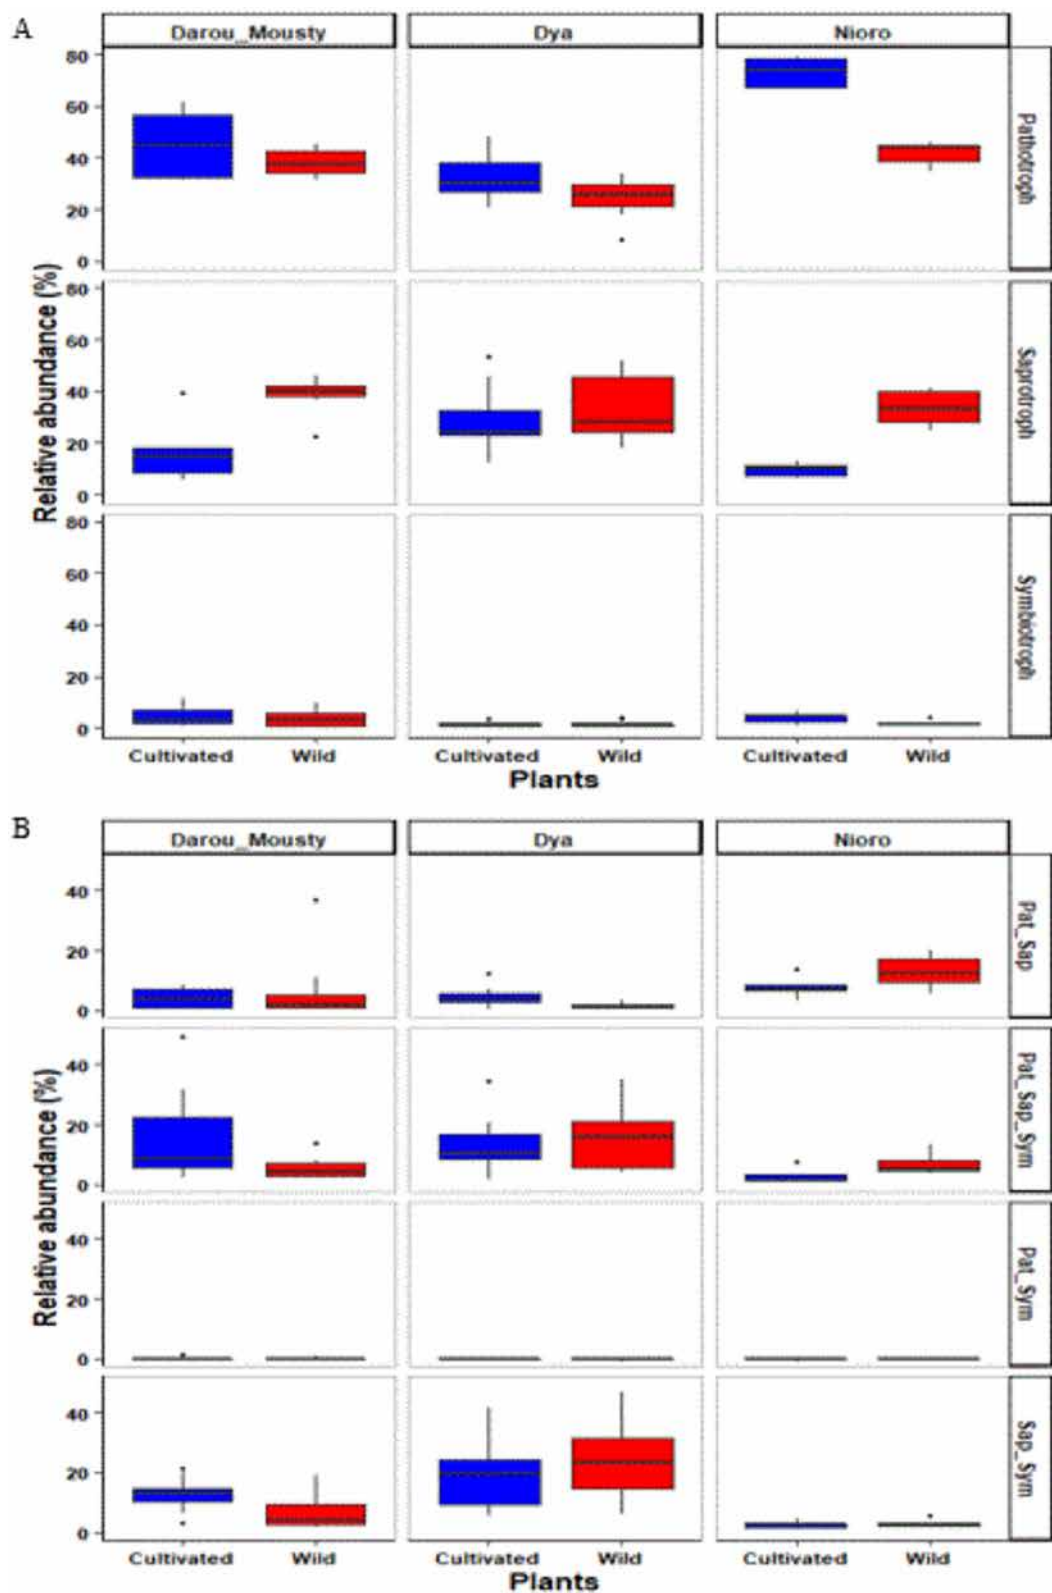 A
Darou_Mousty Dya Nioro
80
60
40
20
0
Pathotroph
80
60
40
20
0
Saprotroph
80
60
40
20
0
Symbiotroph
Relative abundance (%)
Cultivated Wild Cultivated Wild Cultivated Wild
Plants
B
Darou_Mousty Dya Nioro
40
20
0
Pat_Sap
40
20
0
Pat_Sap_Sym
40
20
0
Pat_Sym
40
20
0
Sap_Sym
Relative abundance (%)
Cultivated Wild Cultivated Wild Cultivated Wild
Plants